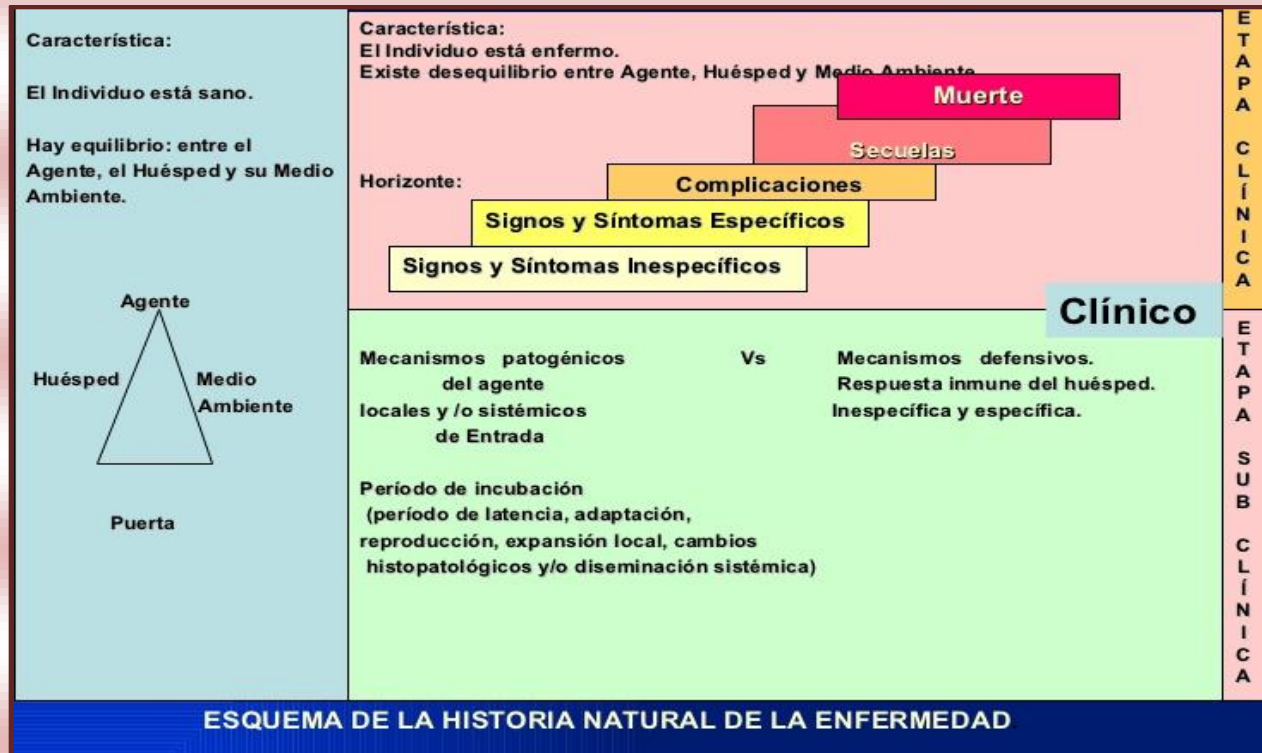 Característica:
El Individuo está sano.
Hay equilibrio: entre el
Agente, el Huésped y su Medio
Ambiente.
Agente
Huésped
Medio
Ambiente
Puerta
Característica:
El Individuo está enfermo.
Existe desequilibrio entre Agente, Huésped y Medio Ambiente
Muerte
Secuelas
Horizonte:
Complicaciones
Signos y Síntomas Específicos
Signos y Síntomas Inespecíficos
Clínico
Mecanismos patogénicos
del agente
locales y /o sistémicos
de Entrada
Vs
Mecanismos defensivos.
Respuesta inmune del huésped.
Inespecífica y específica.
Período de incubación
(período de latencia, adaptación,
reproducción, expansión local, cambios
histopatológicos y/o diseminación sistémica)
ETAPA CLÍNICA
ETAPA SUB CLÍNICA
ESQUEMA DE LA HISTORIA NATURAL DE LA ENFERMEDAD